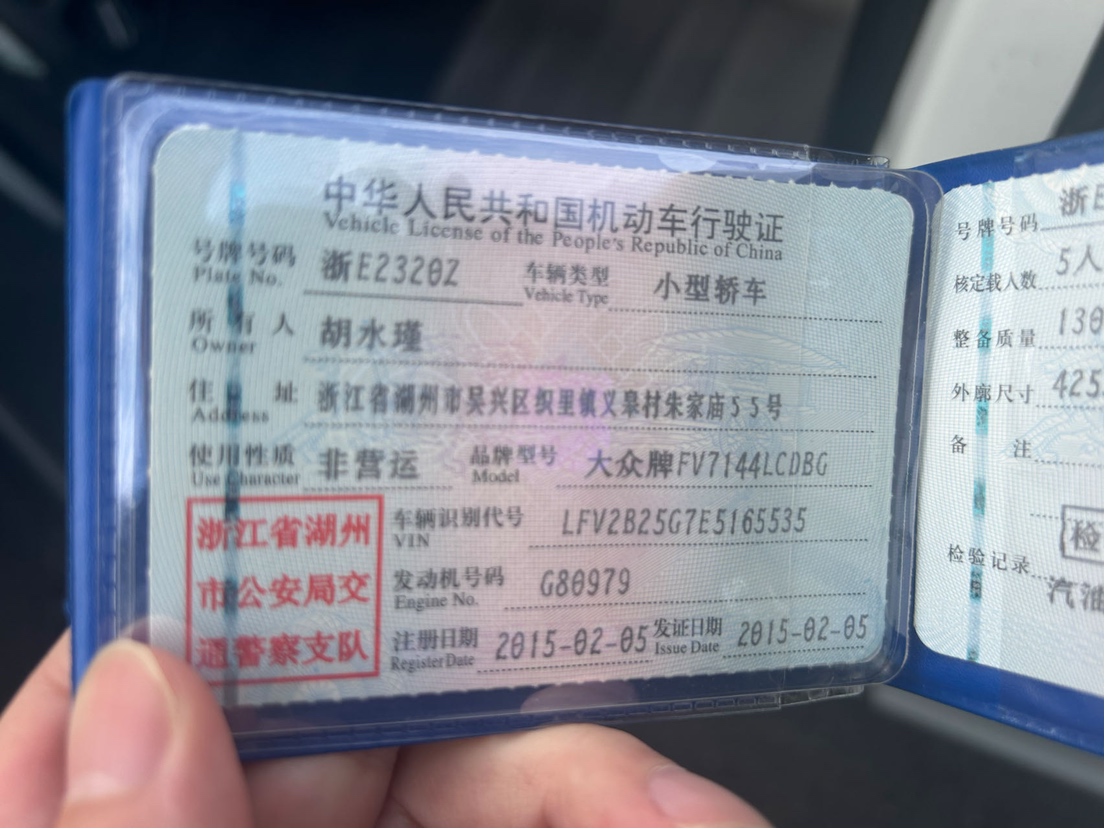 中华人民共和国机动车行驶证
Vehicle License of the People's Republic of China
号牌号码 浙E2320Z 车辆类型 小型轿车
Plate No. Vehicle Type
所有人 胡水瑾
Owner
住址 浙江省湖州市吴兴区织里镇义皋村朱家庙55号
Address
使用性质 非营运 品牌型号 大众牌FV7144LCDBG
Use Character Model
车辆识别代号 LFV2B25G7E5165535
VIN
发动机号码 G80979
Engine No.
注册日期 2015-02-05 发证日期 2015-02-05
Register Date Issue Date
浙江省湖州
市公安局交
通警察支队
号牌号码 浙E
核定载人数 5人
整备质量 130
外廓尺寸 425
备注
检验记录 检
汽油